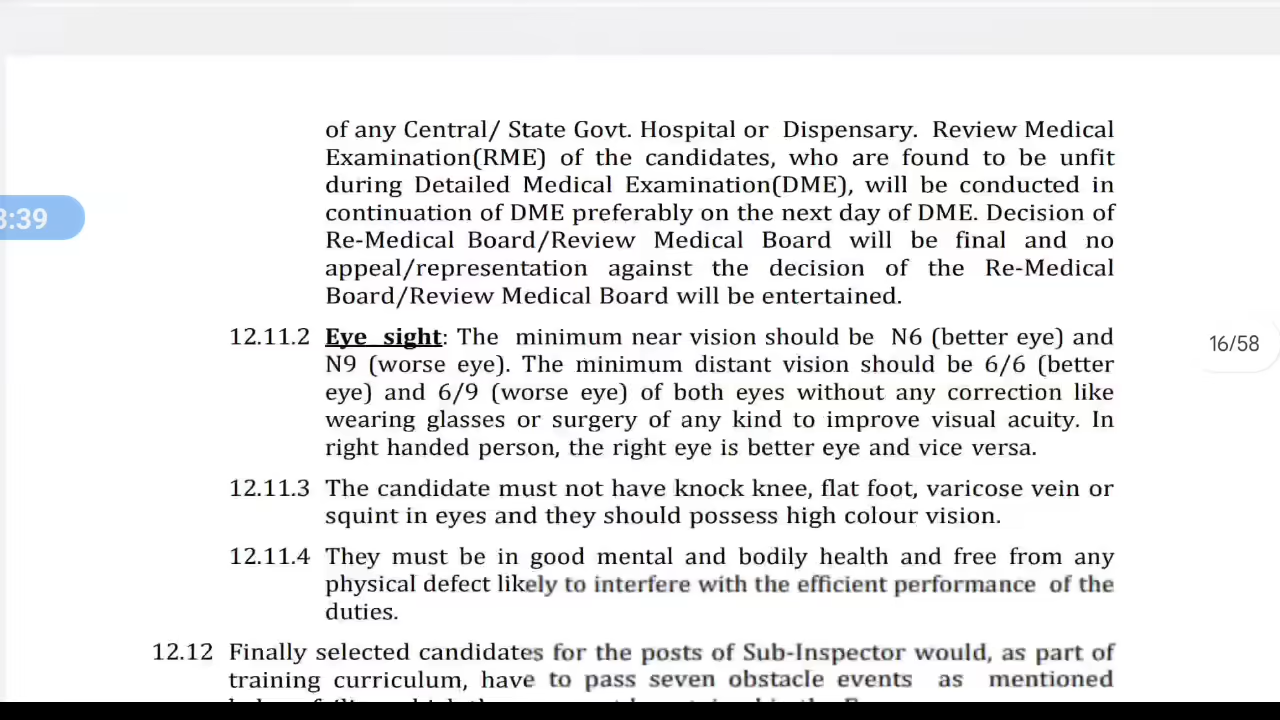 of any Central/ State Govt. Hospital or Dispensary. Review Medical
Examination(RME) of the candidates, who are found to be unfit
during Detailed Medical Examination(DME), will be conducted in
:39
continuation of DME preferably on the next day of DME. Decision of
Re-Medical Board/Review Medical Board will be final and no
appeal/representation against the decision of the Re-Medical
Board/Review Medical Board will be entertained.
12.11.2 Eye sight: The minimum near vision should be N6 (better eye) and
16/58
N9 (worse eye). The minimum distant vision should be 6/6 (better
eye) and 6/9 (worse eye) of both eyes without any correction like
wearing glasses or surgery of any kind to improve visual acuity. In
right handed person, the right eye is better eye and vice versa.
12.11.3 The candidate must not have knock knee, flat foot, varicose vein or
squint in eyes and they should possess high colour vision.
12.11.4 They must be in good mental and bodily health and free from any
physical defect likely to interfere with the efficient performance of the
duties.
12.12 Finally selected candidates for the posts of Sub-Inspector would, as part of
training curriculum, have to pass seven obstacle events as mentioned